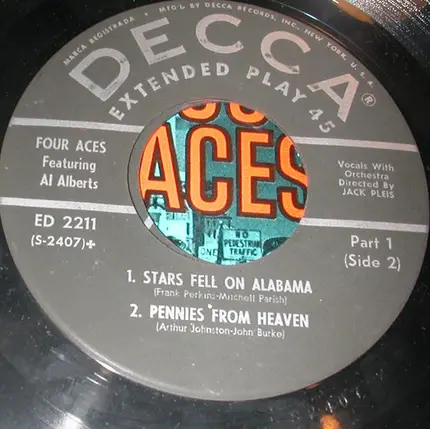 MARCA REGISTRADA • MF'D BY DECCA RECORDS, INC., NEW YORK, U.S.A.
DECCA®
EXTENDED PLAY 45
FOUR ACES
Featuring
Al Alberts
ED 2211
(S-2407)+
ACES
NO
PEDESTRIAN
TRAFFIC
Vocals With
Orchestra
Directed By
JACK PLEIS
Part 1
(Side 2)
1. STARS FELL ON ALABAMA
(Frank Perkins-Mitchell Parish)
2. PENNIES FROM HEAVEN
(Arthur Johnston-John Burke)